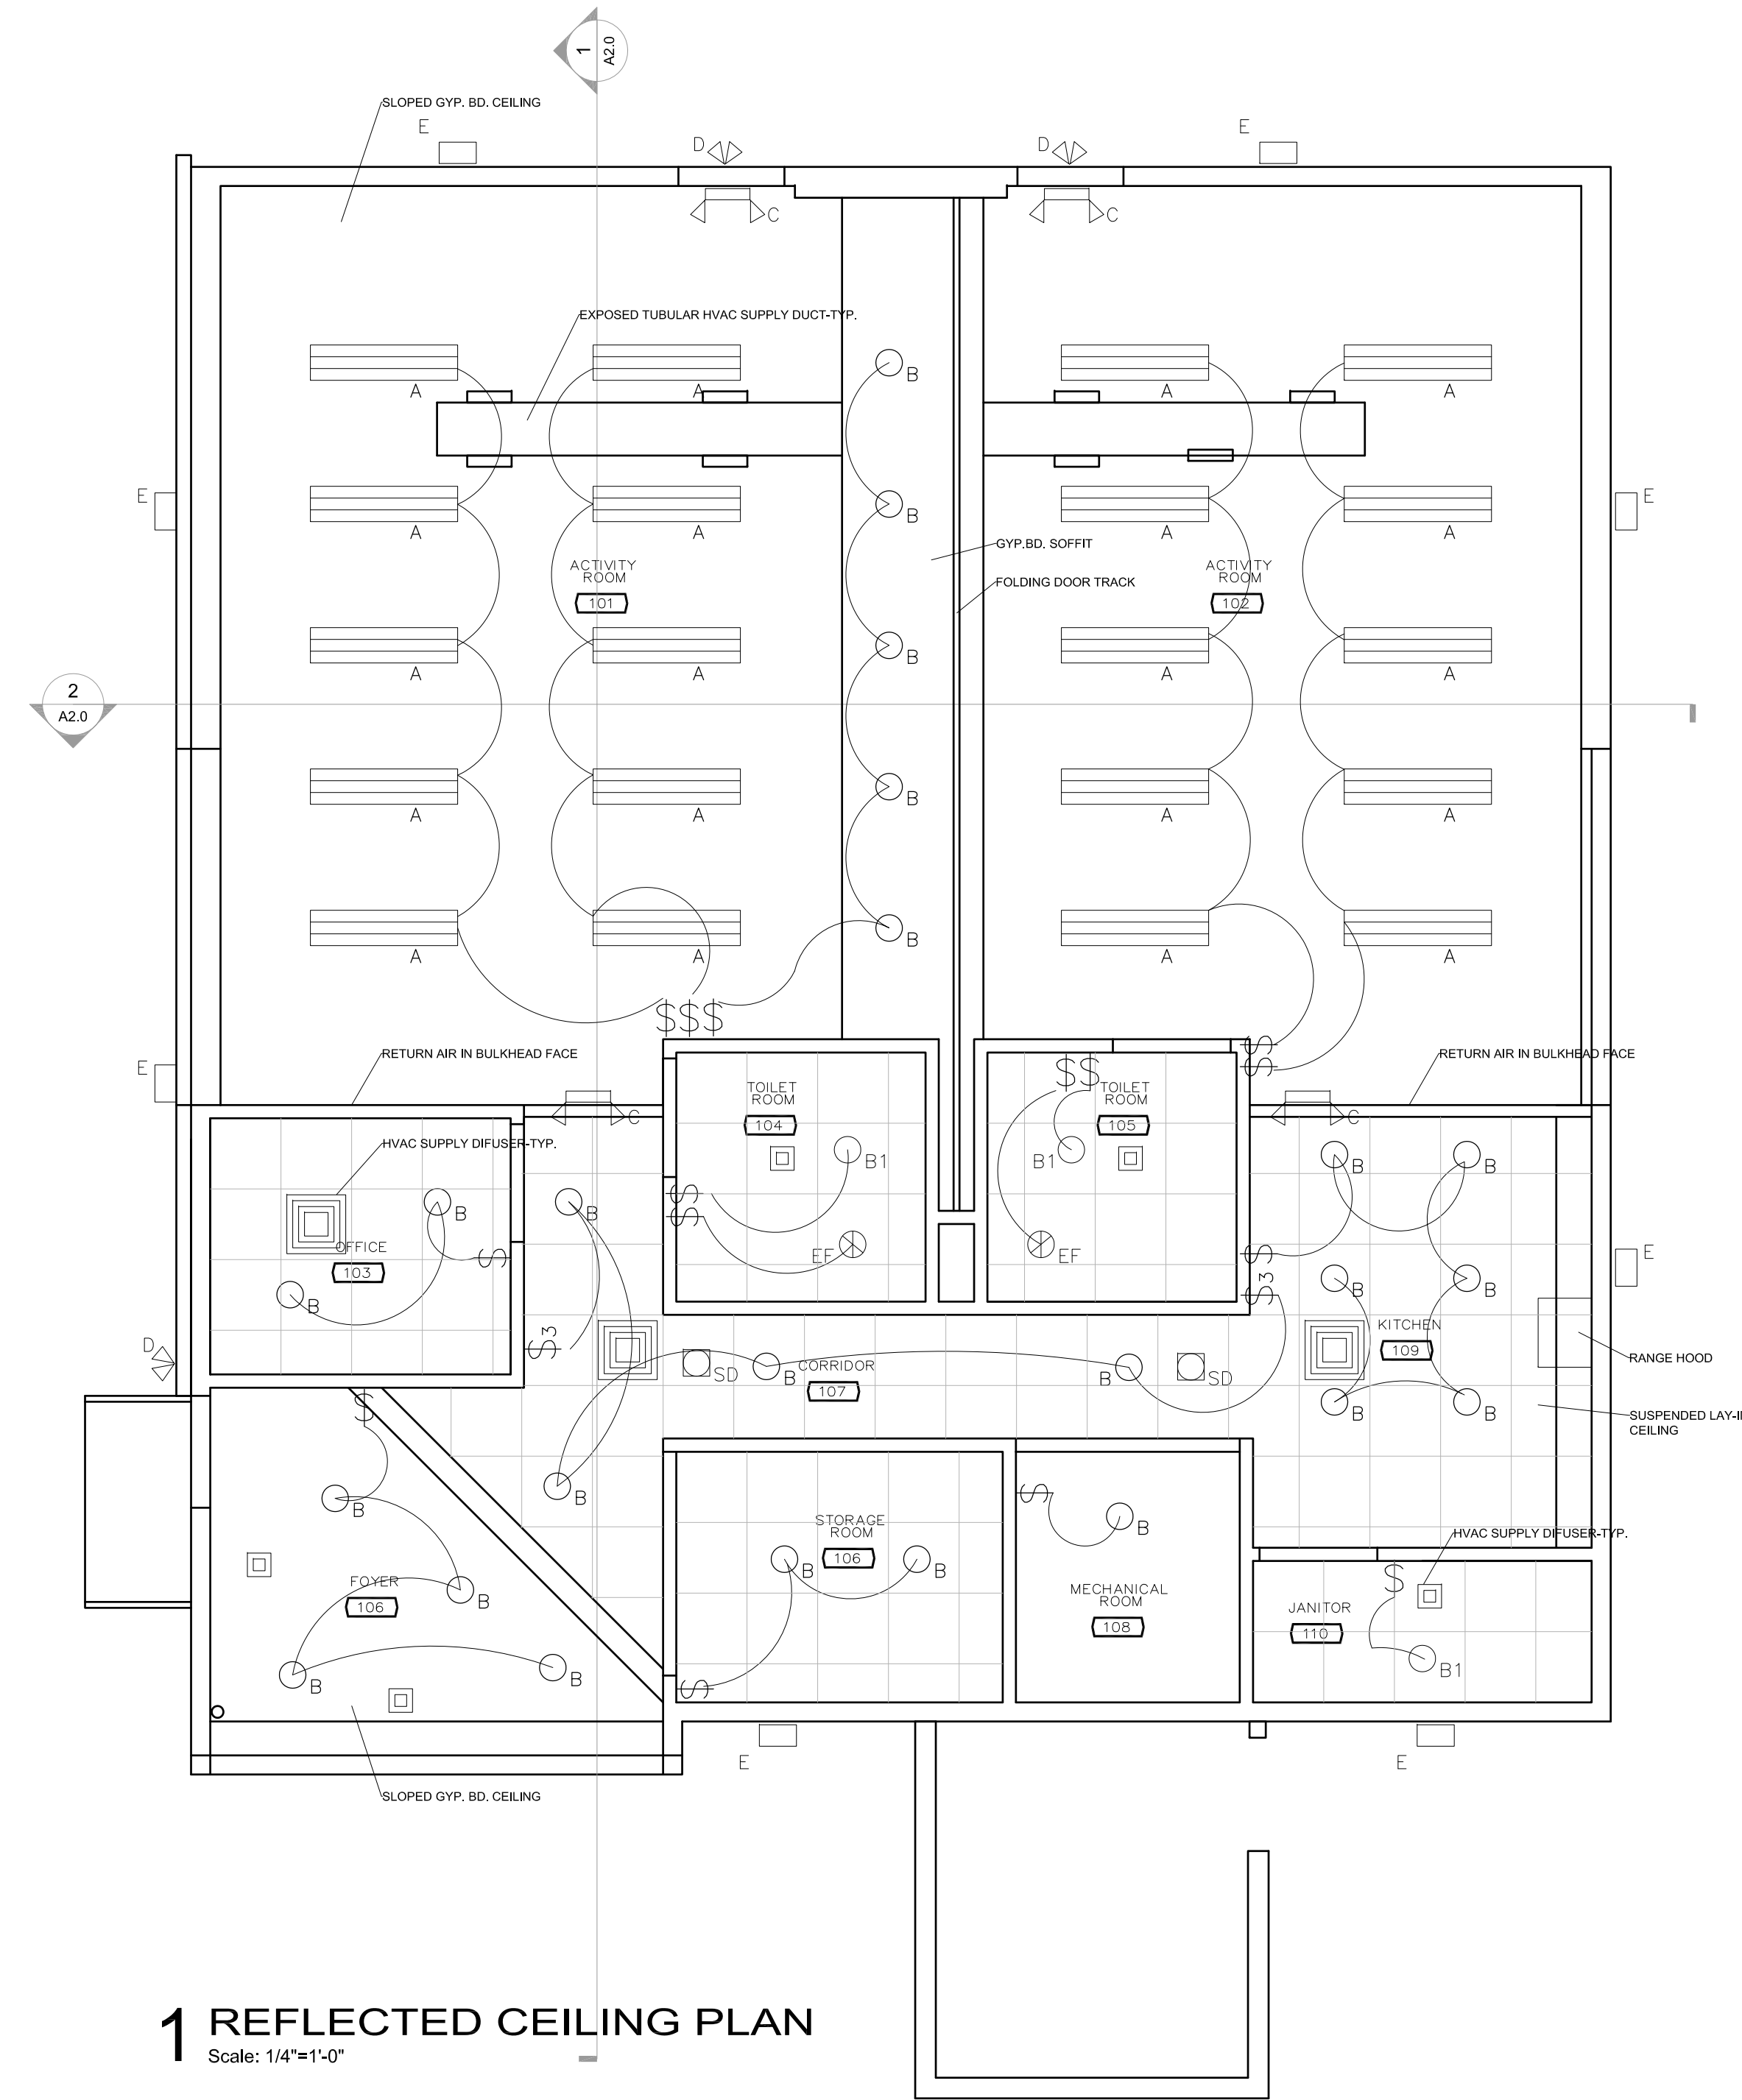 1
A2.0
SLOPED GYP. BD. CEILING
E
D
D
E
C
C
EXPOSED TUBULAR HVAC SUPPLY DUCT-TYP.
B
A
A
A
A
E
E
B
A
A
A
A
GYP.BD. SOFFIT
ACTIVITY
ROOM
101
ACTIVITY
ROOM
102
FOLDING DOOR TRACK
B
A
A
A
A
2
A2.0
B
A
A
A
A
B
A
A
A
A
$$$
$
$
RETURN AIR IN BULKHEAD FACE
RETURN AIR IN BULKHEAD FACE
E
$$
TOILET
ROOM
104
TOILET
ROOM
105
C
C
HVAC SUPPLY DIFUSER-TYP.
B1
B1
B
B
$
$
B
B
OFFICE
103
$
EF
EF
$
E
$3
B
B
B
$3
D
KITCHEN
109
RANGE HOOD
SD
B
CORRIDOR
107
B
SD
$
B
B
SUSPENDED LAY-I
CEILING
B
B
$
STORAGE
ROOM
106
B
HVAC SUPPLY DIFUSER-TYP.
B
B
FOYER
106
B
MECHANICAL
ROOM
108
$
JANITOR
110
B
B
$
B1
E
E
SLOPED GYP. BD. CEILING
1 REFLECTED CEILING PLAN
Scale: 1/4"=1'-0"